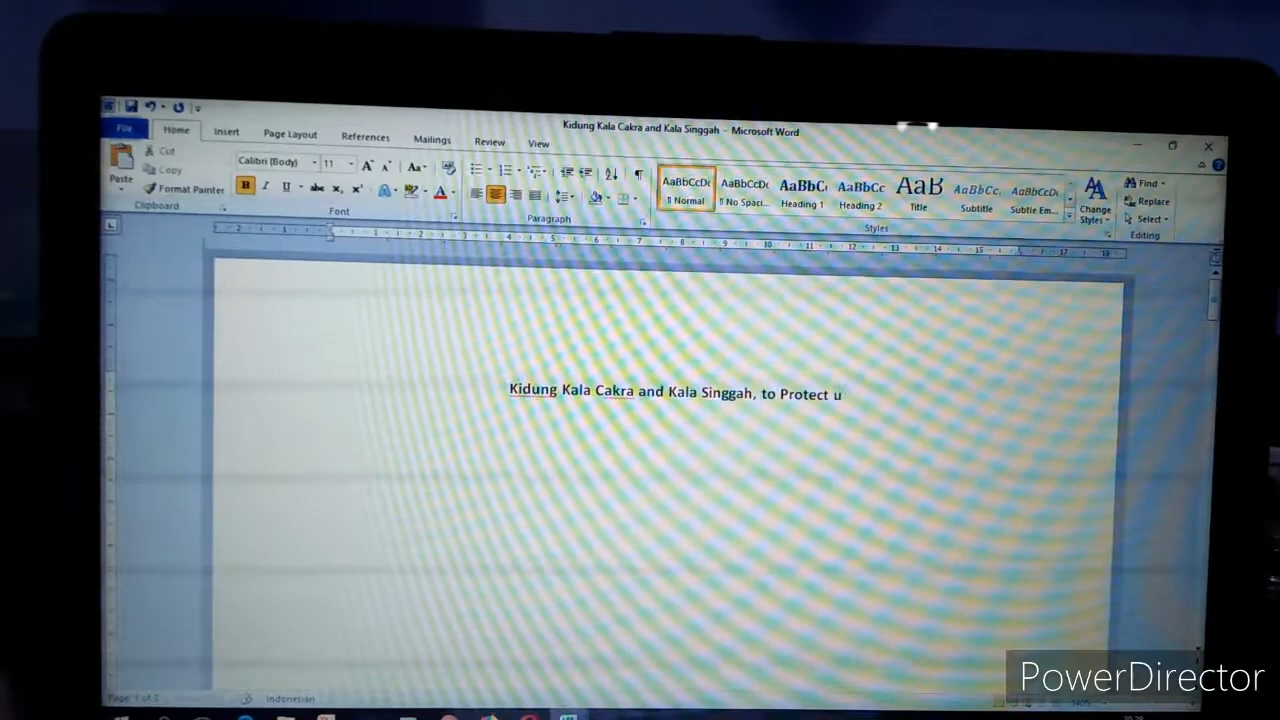 Kidung Kala Cakra and Kala Singgah - Microsoft Word
File Home Insert Page Layout References Mailings Review View
Cut
Copy
Paste
Format Painter
Clipboard
Calibri (Body) 11
Font
Paragraph
AaBbCcDc AaBbCcDc AaBbC AaBbCc AaB AaBbCc. AaBbCcDc
Normal No Spaci... Heading 1 Heading 2 Title Subtitle Subtle Em...
Styles
Change Styles
Find
Replace
Select
Editing
Kidung Kala Cakra and Kala Singgah, to Protect u
Indonesian
PowerDirector